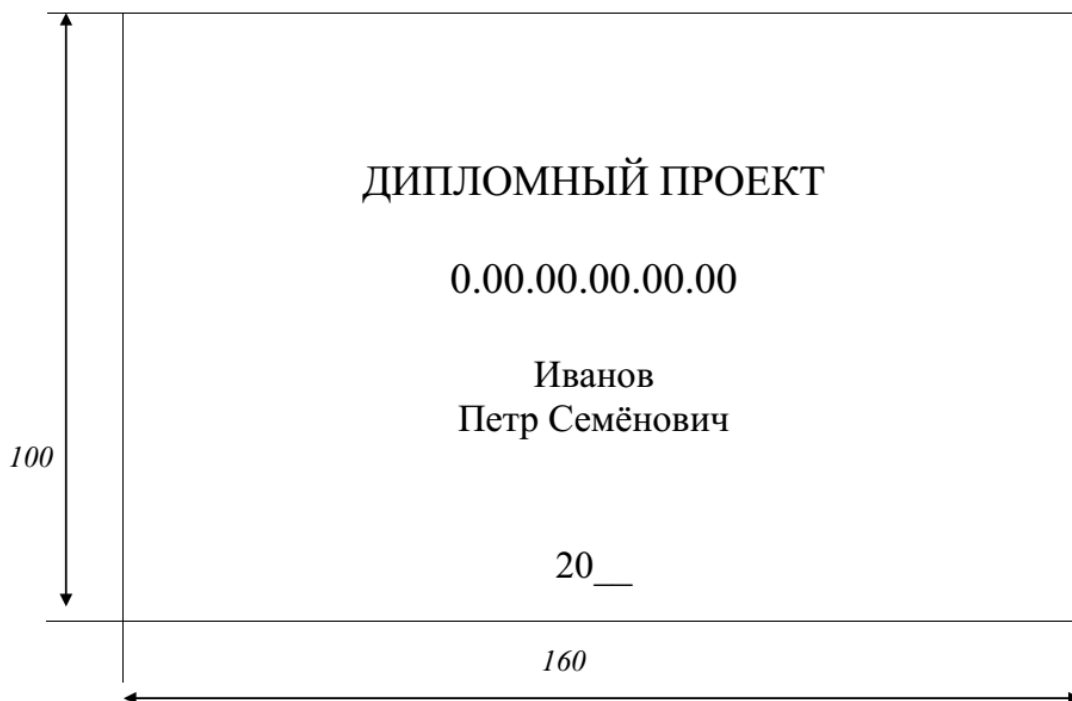 ДИПЛОМНЫЙ ПРОЕКТ
0.00.00.00.00.00
Иванов
Петр Семёнович
100
20__
160